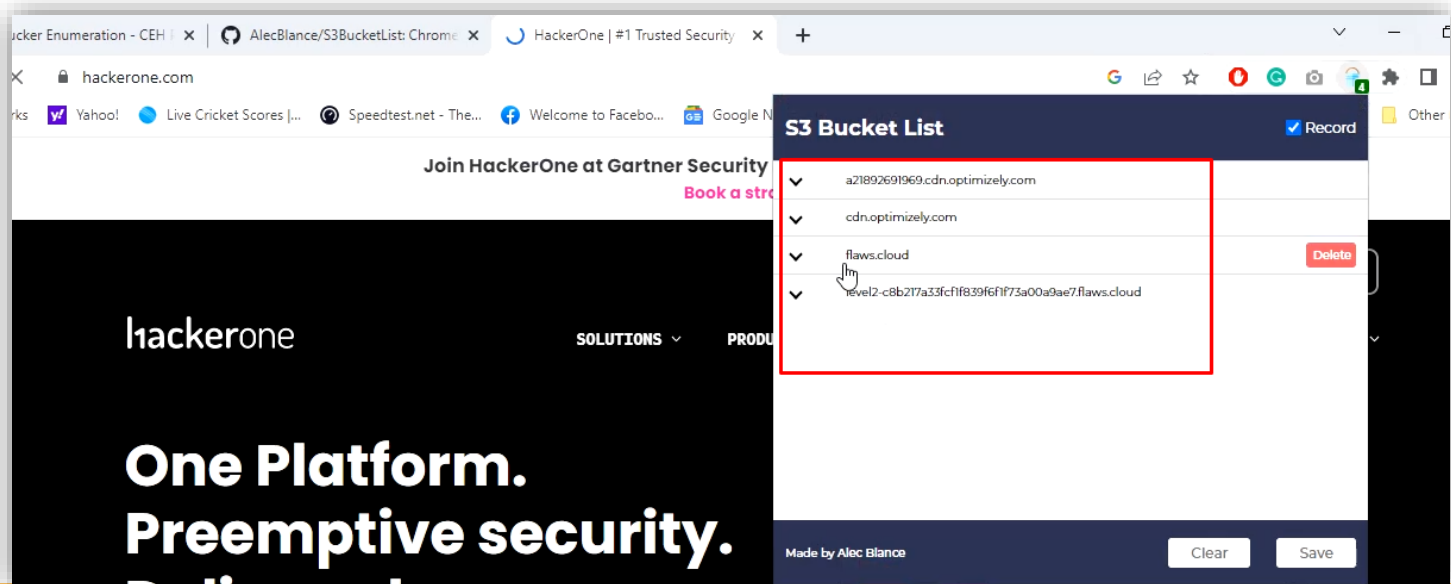 ucker Enumeration - CEH
AlecBlance/S3BucketList: Chrome
HackerOne | #1 Trusted Security
hackerone.com
4
rks
Yahoo!
Live Cricket Scores |...
Speedtest.net - The...
Welcome to Facebo...
Google N
Other
Join HackerOne at Gartner Security
Book a stra
S3 Bucket List
Record
a21892691969.cdn.optimizely.com
cdn.optimizely.com
flaws.cloud
Delete
level2-c8b217a33fcf1f839f6f1f73a00a9ae7.flaws.cloud
hackerone
SOLUTIONS
PRODU
One Platform.
Preemptive security.
Made by Alec Blance
Clear
Save